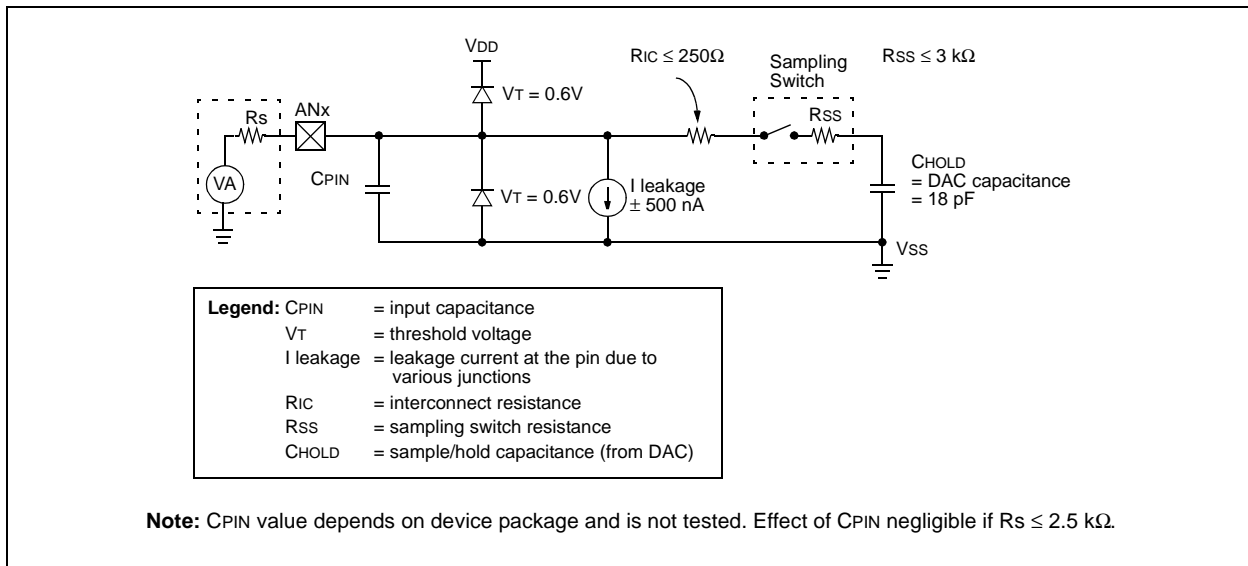 VDD
RIC ≤ 250Ω
Sampling
Switch
RSS ≤ 3 kΩ
VT = 0.6V
Rs
ANx
RSS
VA
CPIN
VT = 0.6V
I leakage
± 500 nA
CHOLD
= DAC capacitance
= 18 pF
VSS
Legend: CPIN = input capacitance
VT = threshold voltage
I leakage = leakage current at the pin due to
various junctions
RIC = interconnect resistance
RSS = sampling switch resistance
CHOLD = sample/hold capacitance (from DAC)
Note: CPIN value depends on device package and is not tested. Effect of CPIN negligible if Rs ≤ 2.5 kΩ.